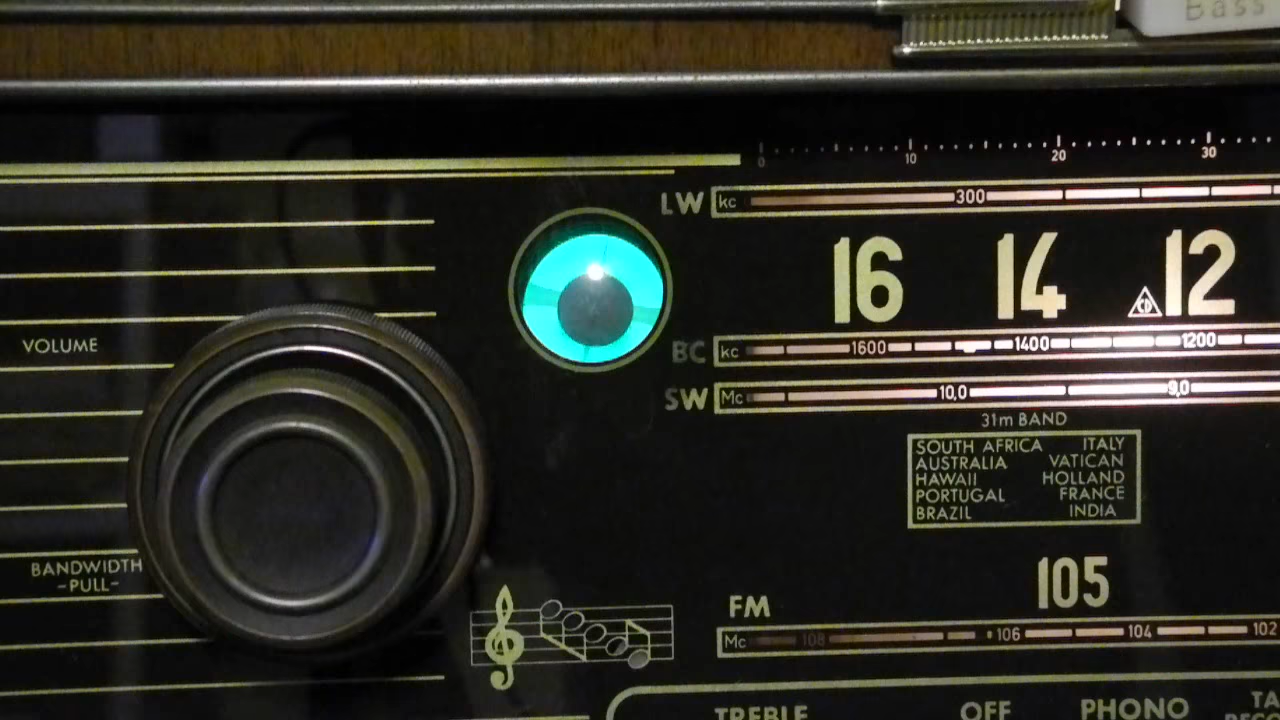 Bass
0 10 20 30
LW kc 300
16 14 CD 12
VOLUME
BC kc 1600 1400 1200
SW Mc 10,0 9,0
31m BAND
SOUTH AFRICA ITALY
AUSTRALIA VATICAN
HAWAII HOLLAND
PORTUGAL FRANCE
BRAZIL INDIA
BANDWIDTH
-PULL-
105
FM
Mc 108 106 104 102
TREBLE OFF PHONO TA